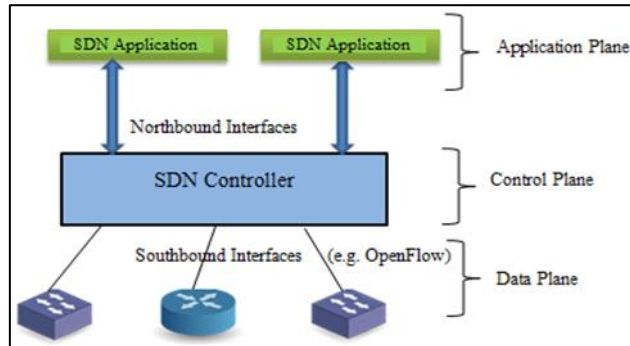 SDN Application
SDN Application
Application Plane
Northbound Interfaces
SDN Controller
Control Plane
Southbound Interfaces
(e.g. OpenFlow)
Data Plane